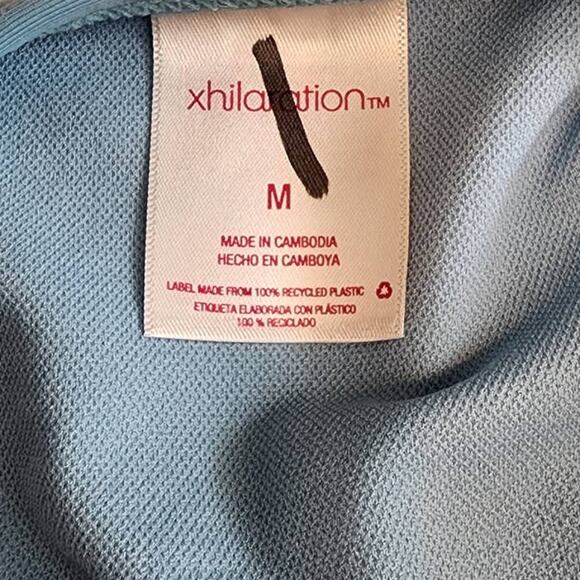 xhilaration™
M
MADE IN CAMBODIA
HECHO EN CAMBOYA
LABEL MADE FROM 100% RECYCLED PLASTIC
ETIQUETA ELABORADA CON PLÁSTICO
100 % RECICLADO